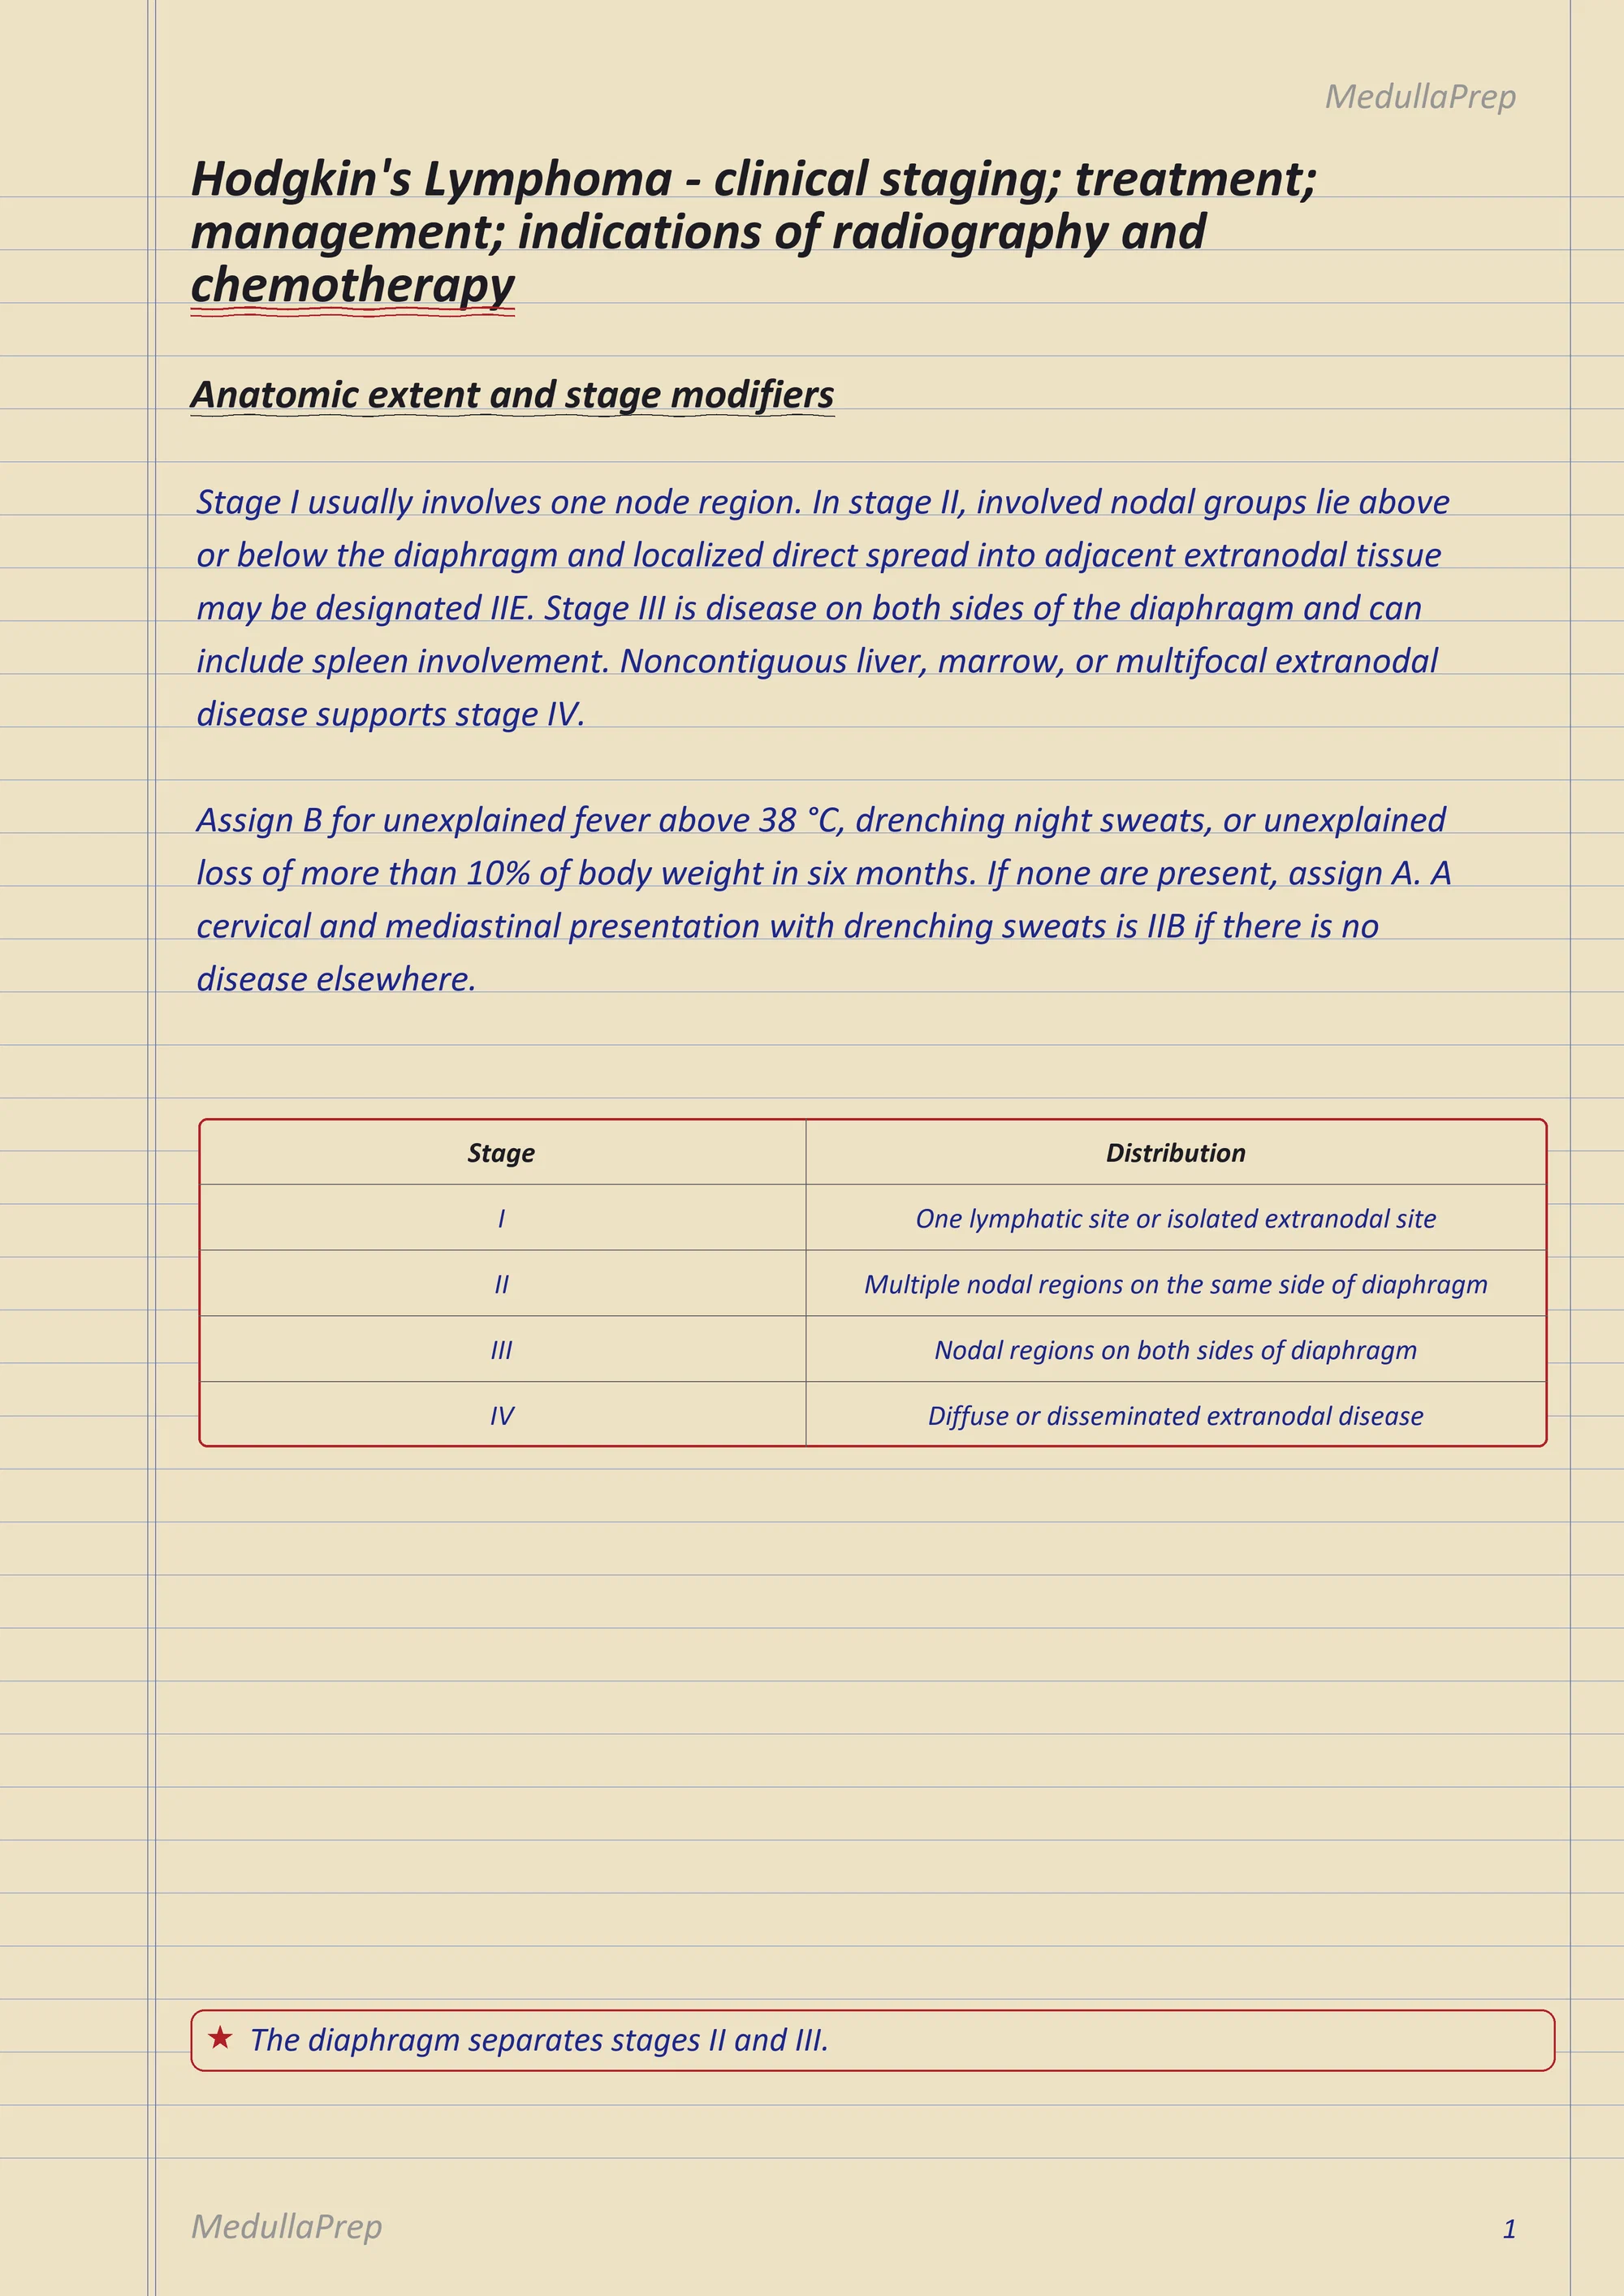 MedullaPrep
Hodgkin's Lymphoma - clinical staging; treatment;
management; indications of radiography and
chemotherapy
Anatomic extent and stage modifiers
Stage I usually involves one node region. In stage II, involved nodal groups lie above
or below the diaphragm and localized direct spread into adjacent extranodal tissue
may be designated IIE. Stage III is disease on both sides of the diaphragm and can
include spleen involvement. Noncontiguous liver, marrow, or multifocal extranodal
disease supports stage IV.
Assign B for unexplained fever above 38 °C, drenching night sweats, or unexplained
loss of more than 10% of body weight in six months. If none are present, assign A. A
cervical and mediastinal presentation with drenching sweats is IIB if there is no
disease elsewhere.
Stage Distribution
I One lymphatic site or isolated extranodal site
II Multiple nodal regions on the same side of diaphragm
III Nodal regions on both sides of diaphragm
IV Diffuse or disseminated extranodal disease
★ The diaphragm separates stages II and III.
MedullaPrep 1